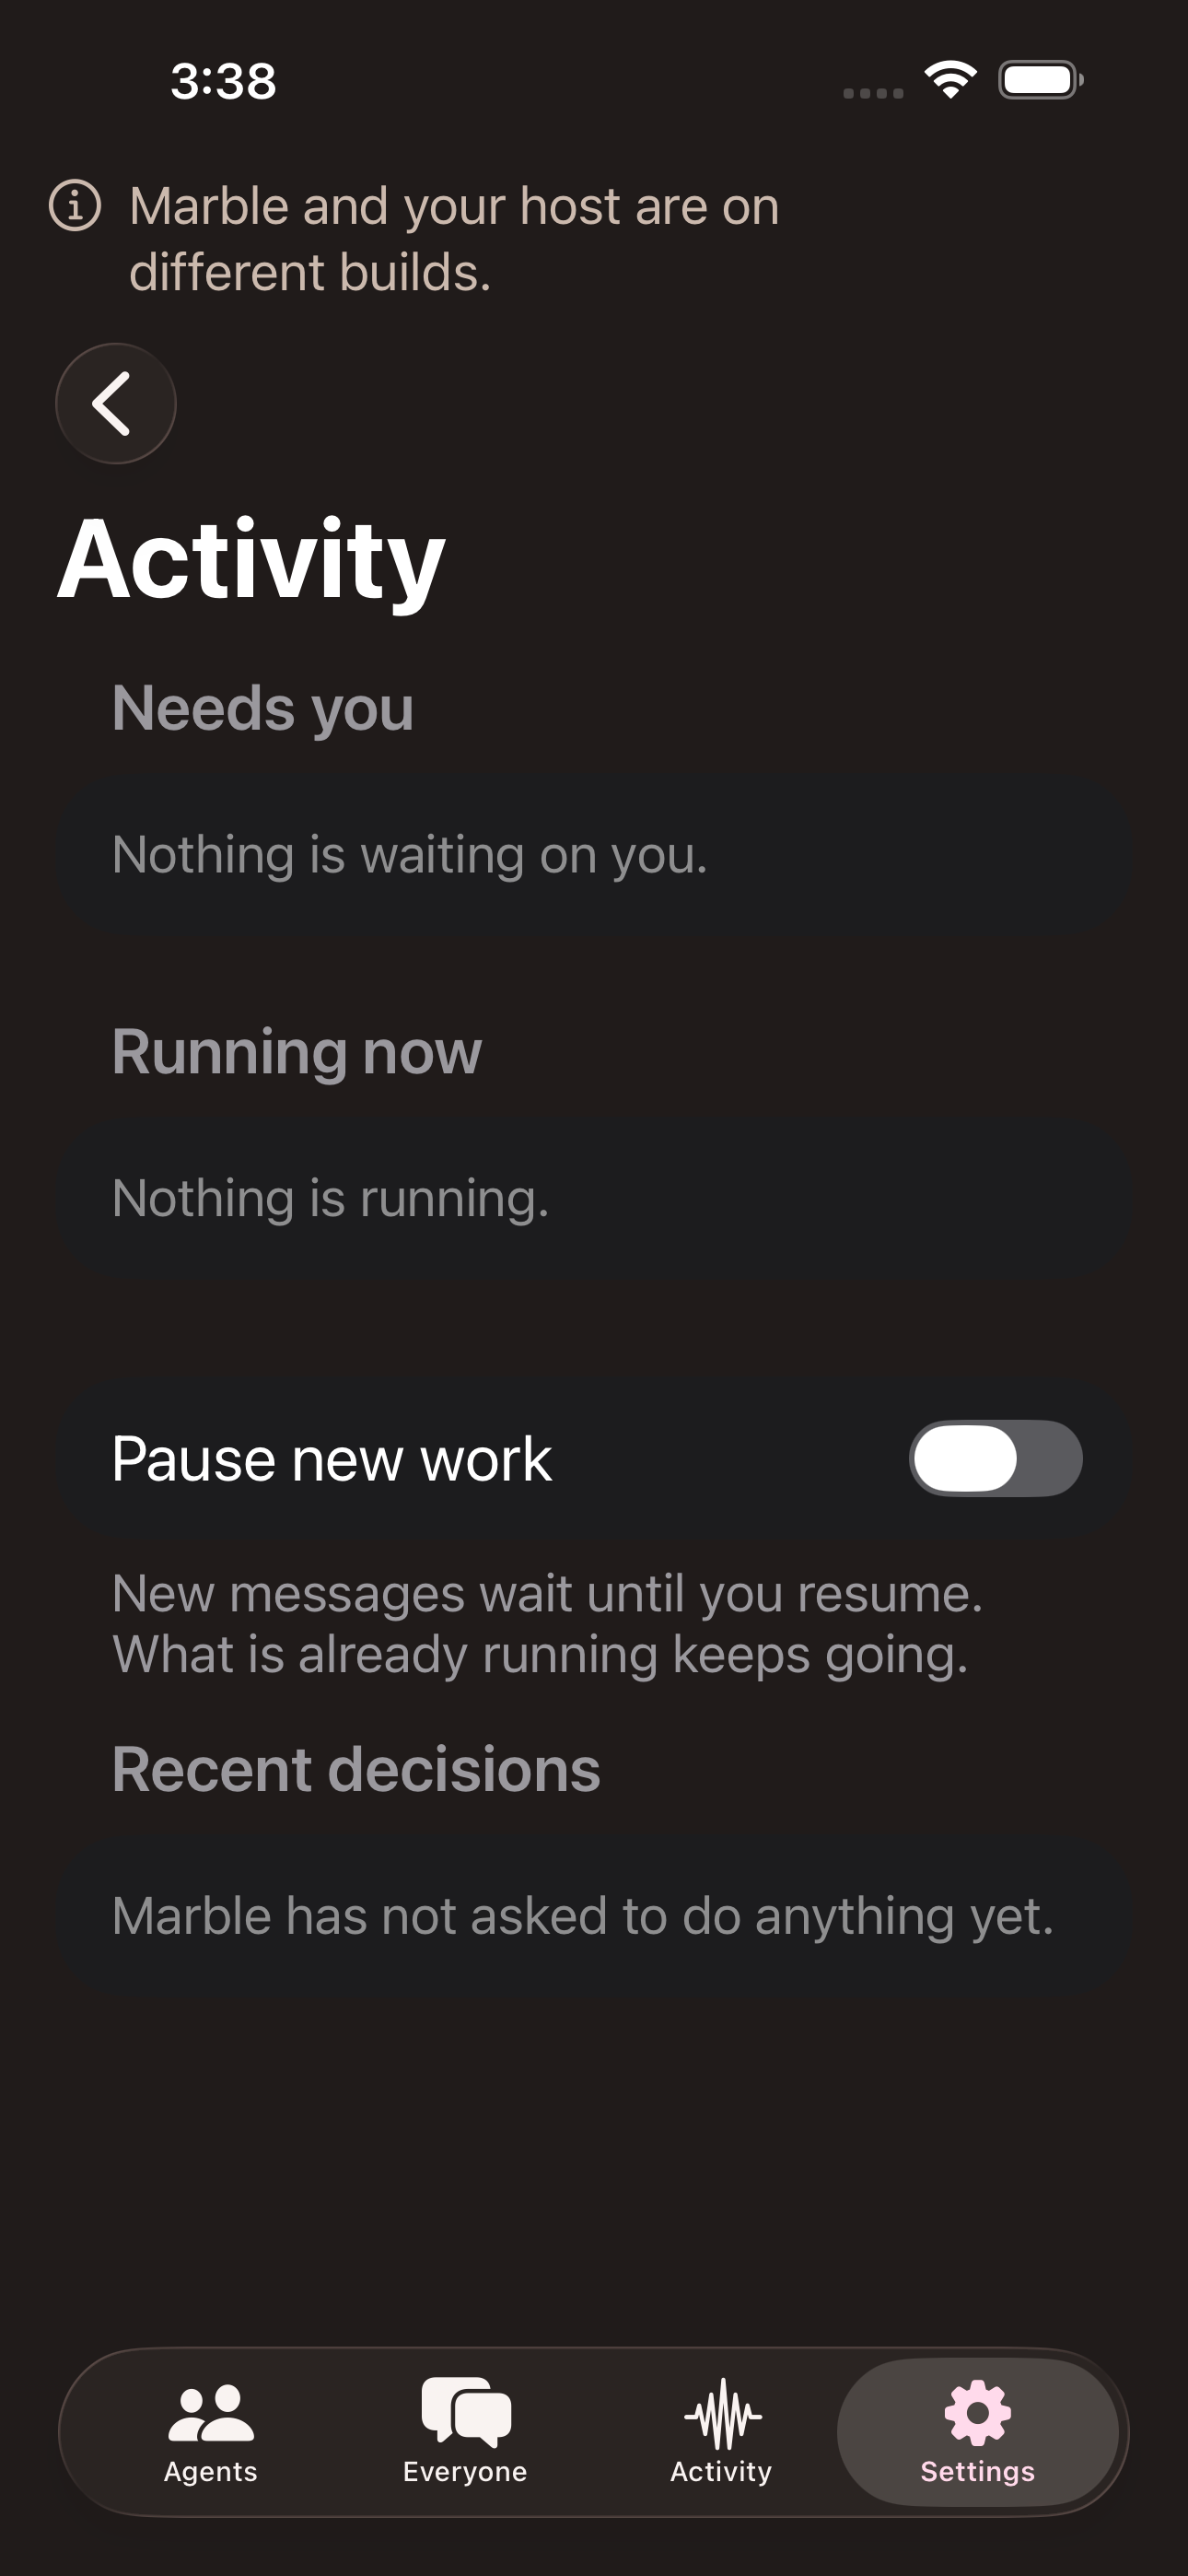 3:38
Marble and your host are on
different builds.
Activity
Needs you
Nothing is waiting on you.
Running now
Nothing is running.
Pause new work
New messages wait until you resume.
What is already running keeps going.
Recent decisions
Marble has not asked to do anything yet.
Agents
Everyone
Activity
Settings